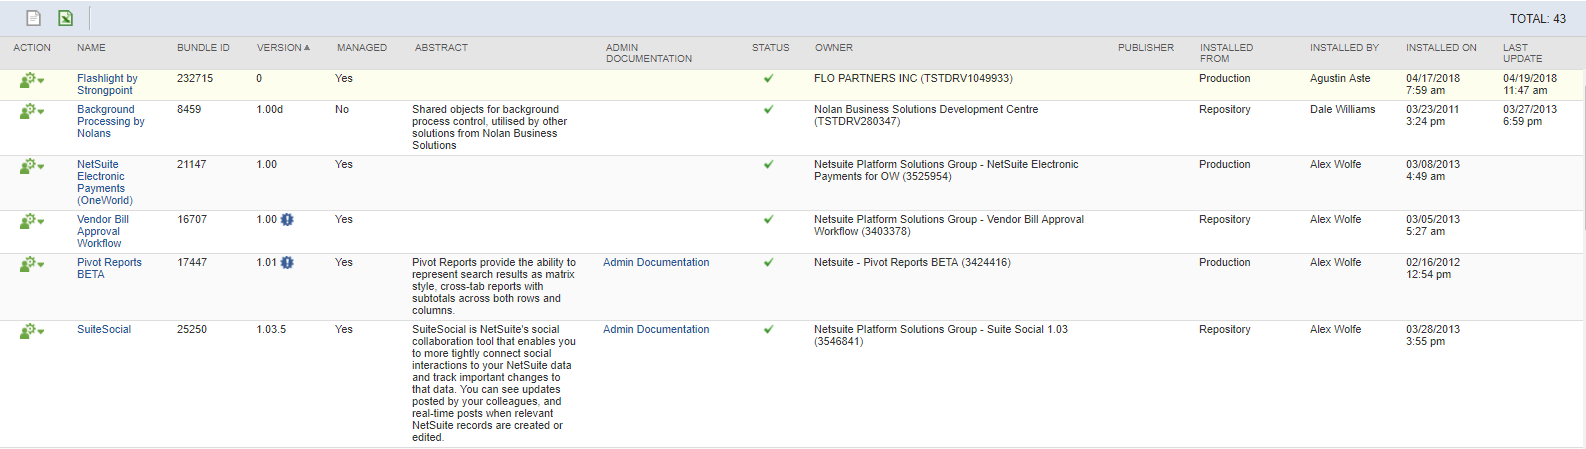 TOTAL: 43
ACTION NAME BUNDLE ID VERSION MANAGED ABSTRACT ADMIN DOCUMENTATION STATUS OWNER PUBLISHER INSTALLED FROM INSTALLED BY INSTALLED ON LAST UPDATE
Flashlight by 232715 0 Yes FLO PARTNERS INC (TSTDRV1049933) Production Agustin Aste 04/17/2018 04/19/2018
Strongpoint 7:59 am 11:47 am
Background 8459 1.00d No Shared objects for background Nolan Business Solutions Development Centre Repository Dale Williams 03/23/2011 03/27/2013
Processing by process control, utilised by other (TSTDRV280347) 3:24 pm 6:59 pm
Nolans solutions from Nolan Business
Solutions
NetSuite 21147 1.00 Yes Netsuite Platform Solutions Group - NetSuite Electronic Production Alex Wolfe 03/08/2013
Electronic Payments for OW (3525954) 4:49 am
Payments
(OneWorld)
Vendor Bill 16707 1.00 Yes Netsuite Platform Solutions Group - Vendor Bill Approval Repository Alex Wolfe 03/05/2013
Approval Workflow (3403378) 5:27 am
Workflow
Pivot Reports 17447 1.01 Yes Pivot Reports provide the ability to Admin Documentation Netsuite - Pivot Reports BETA (3424416) Production Alex Wolfe 02/16/2012
BETA represent search results as matrix 12:54 pm
style, cross-tab reports with
subtotals across both rows and
columns.
SuiteSocial 25250 1.03.5 Yes SuiteSocial is NetSuite's social Admin Documentation Netsuite Platform Solutions Group - Suite Social 1.03 Repository Alex Wolfe 03/28/2013
collaboration tool that enables you (3546841) 3:55 pm
to more tightly connect social
interactions to your NetSuite data
and track important changes to
that data. You can see updates
posted by your colleagues, and
real-time posts when relevant
NetSuite records are created or
edited.